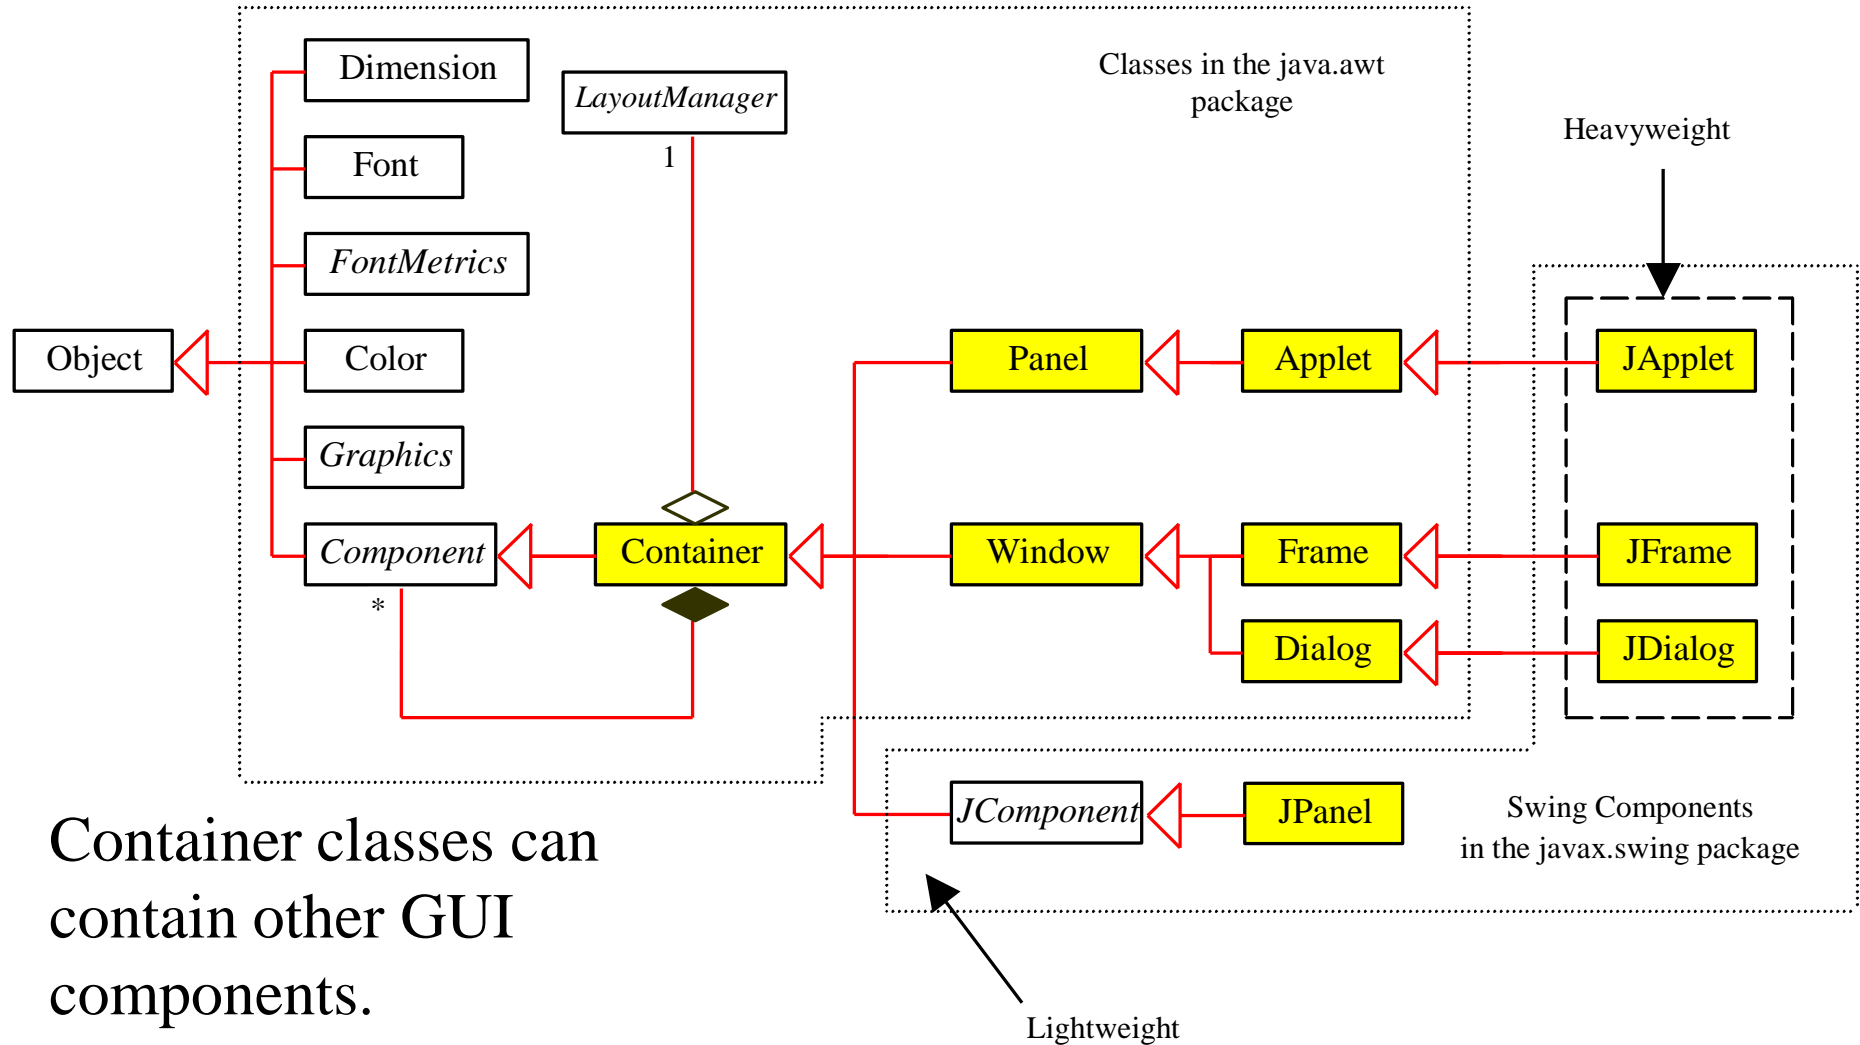 Dimension
LayoutManager
Classes in the java.awt
package
Heavyweight
Font
1
FontMetrics
Object
Color
Panel
Applet
JApplet
Graphics
Component
Container
Window
Frame
JFrame
*
Dialog
JDialog
JComponent
JPanel
Swing Components
in the javax.swing package
Container classes can
contain other GUI
components.
Lightweight